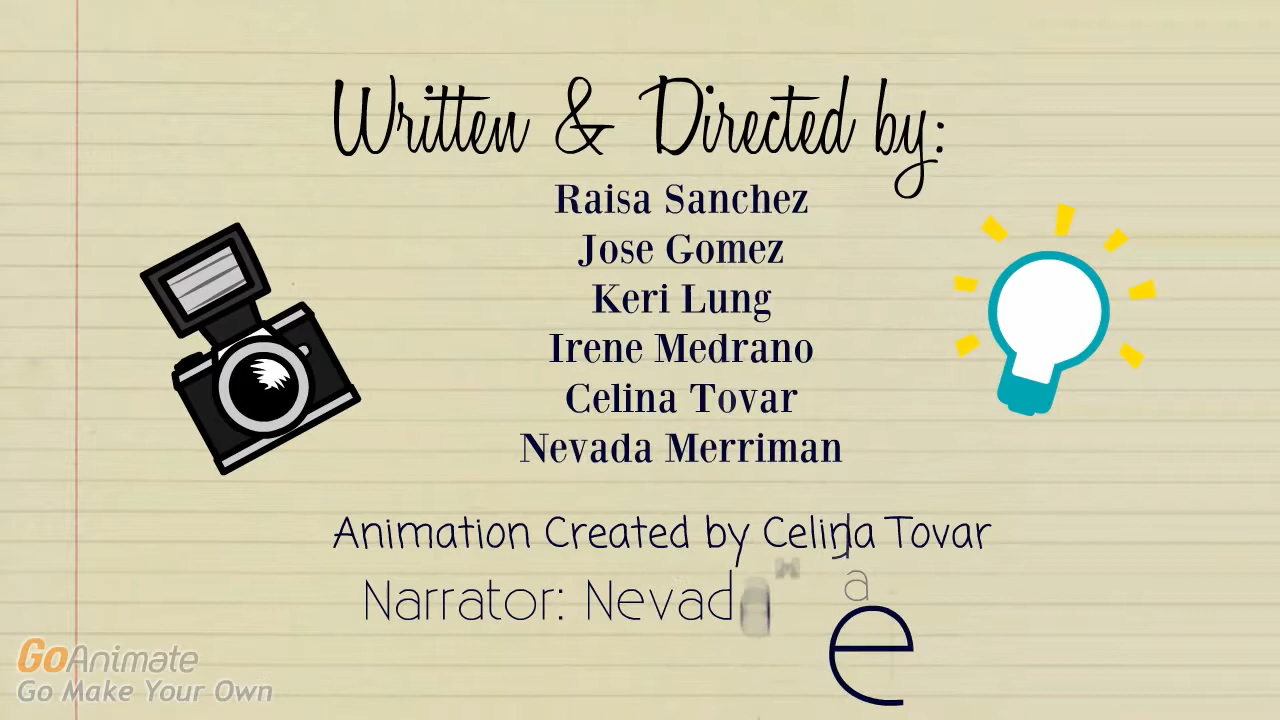 Written & Directed by:
Raisa Sanchez
Jose Gomez
Keri Lung
Irene Medrano
Celina Tovar
Nevada Merriman
Animation Created by Celina Tovar
Narrator: Nevad
GoAnimate
Go Make Your Own